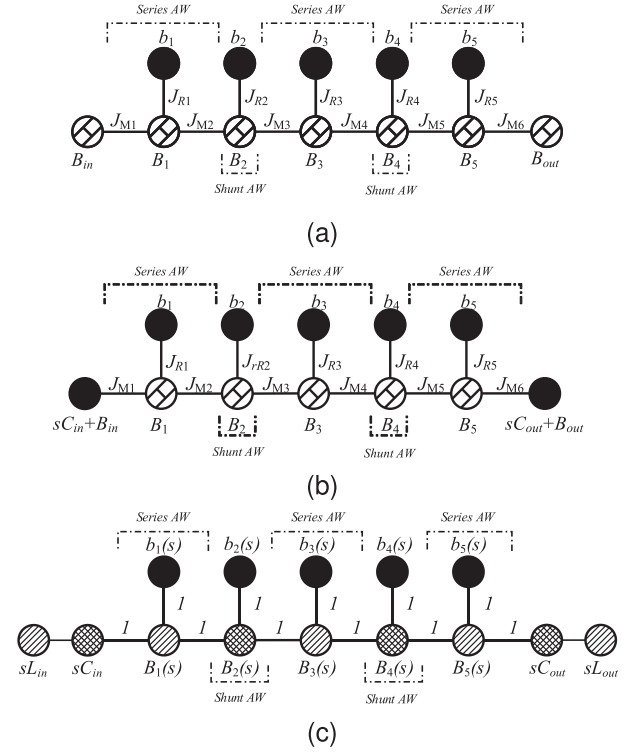 Series AW Series AW Series AW
b1 b2 b3 b4 b5
JR1 JR2 JR3 JR4 JR5
JM1 JM2 JM3 JM4 JM5 JM6
Bin B1 B2 B3 B4 B5 Bout
Shunt AW Shunt AW
(a)
Series AW Series AW Series AW
b1 b2 b3 b4 b5
JR1 JrR2 JR3 JR4 JR5
JM1 JM2 JM3 JM4 JM5 JM6
sCin+Bin B1 B2 B3 B4 B5 sCout+Bout
Shunt AW Shunt AW
(b)
Series AW Series AW Series AW
b1(s) b2(s) b3(s) b4(s) b5(s)
1 1 1 1 1
1 1 1 1 1 1
sLin sCin B1(s) B2(s) B3(s) B4(s) B5(s) sCout sLout
Shunt AW Shunt AW
(c)